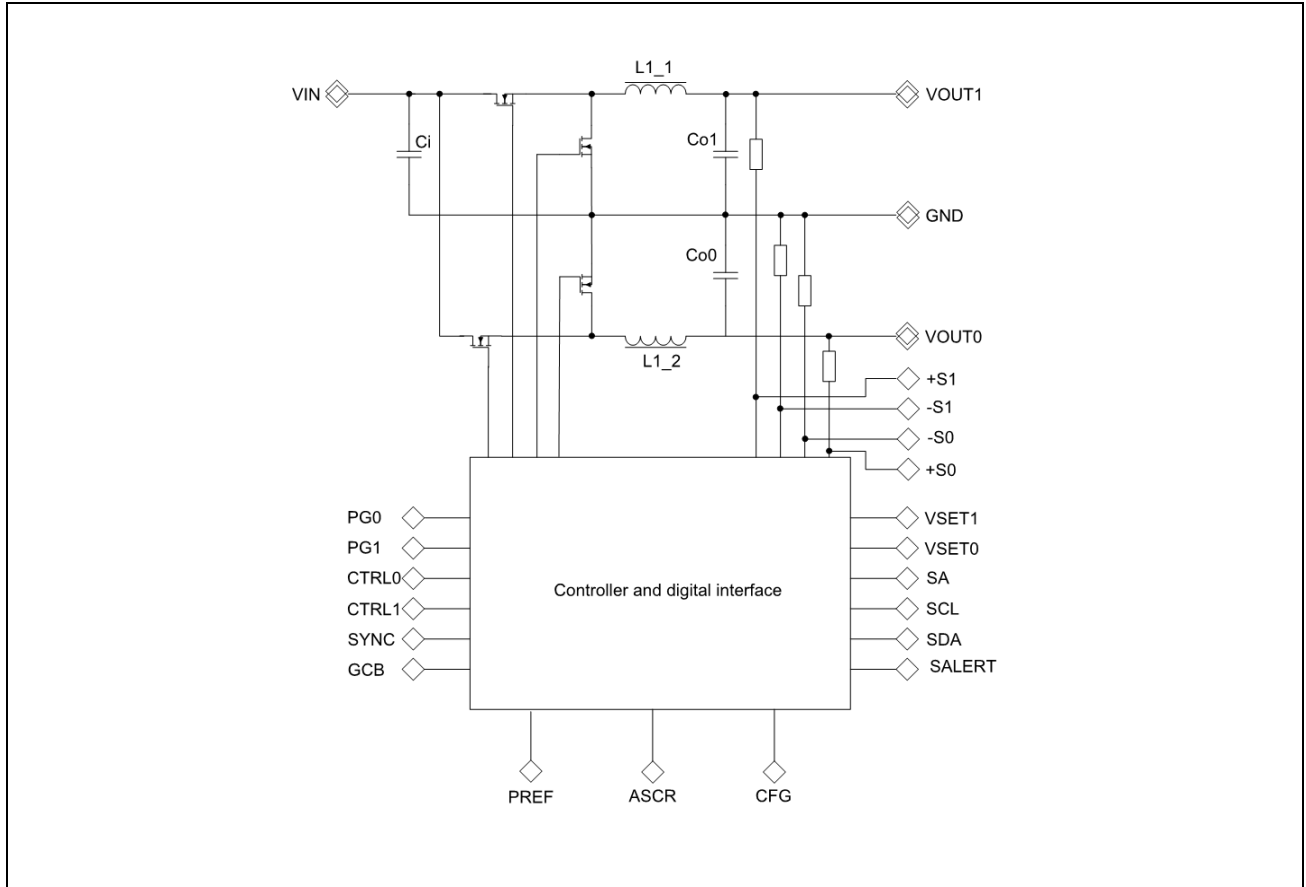 L1_1
VIN
VOUT1
Ci
Co1
GND
Co0
VOUT0
L1_2
+S1
-S1
-S0
+S0
PG0
VSET1
PG1
VSET0
CTRL0
SA
Controller and digital interface
CTRL1
SCL
SYNC
SDA
GCB
SALERT
PREF
ASCR
CFG